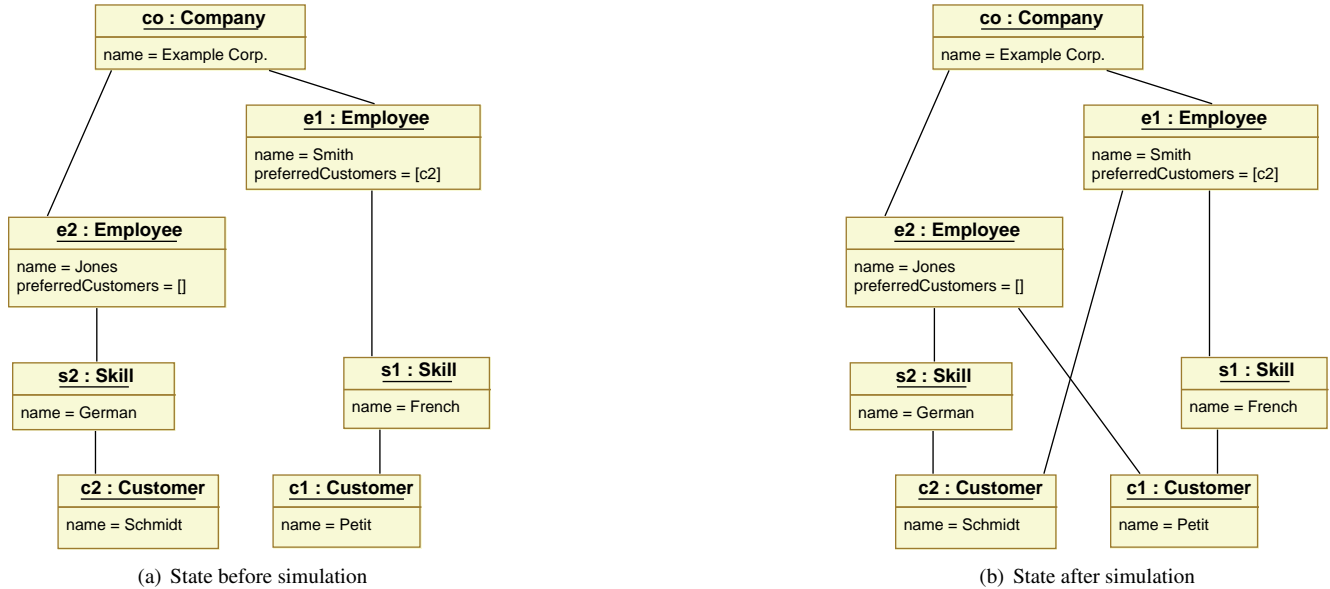 co : Company
name = Example Corp.
e1 : Employee
name = Smith
preferredCustomers = [c2]
e2 : Employee
name = Jones
preferredCustomers = []
s2 : Skill
name = German
s1 : Skill
name = French
c2 : Customer
name = Schmidt
c1 : Customer
name = Petit
(a) State before simulation
co : Company
name = Example Corp.
e1 : Employee
name = Smith
preferredCustomers = [c2]
e2 : Employee
name = Jones
preferredCustomers = []
s2 : Skill
name = German
s1 : Skill
name = French
c2 : Customer
name = Schmidt
c1 : Customer
name = Petit
(b) State after simulation